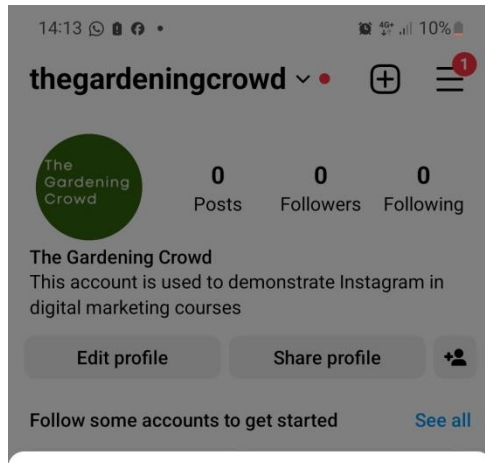 14:13 4G+ 10%
thegardeningcrowd
1
The
Gardening
Crowd
0 0 0
Posts Followers Following
The Gardening Crowd
This account is used to demonstrate Instagram in
digital marketing courses
Edit profile Share profile
Follow some accounts to get started See all